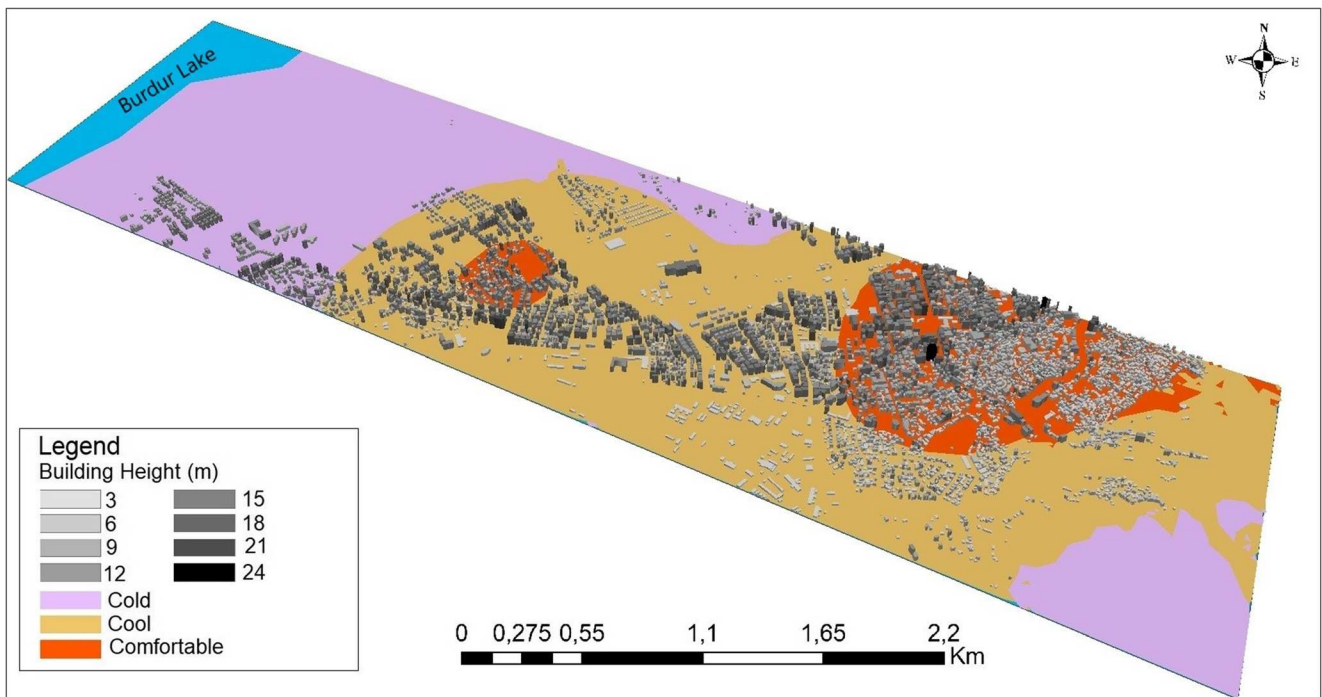 Burdur Lake
N
W E
S
Legend
Building Height (m)
3 15
6 18
9 21
12 24
Cold
Cool
Comfortable
0 0,275 0,55 1,1 1,65 2,2
Km